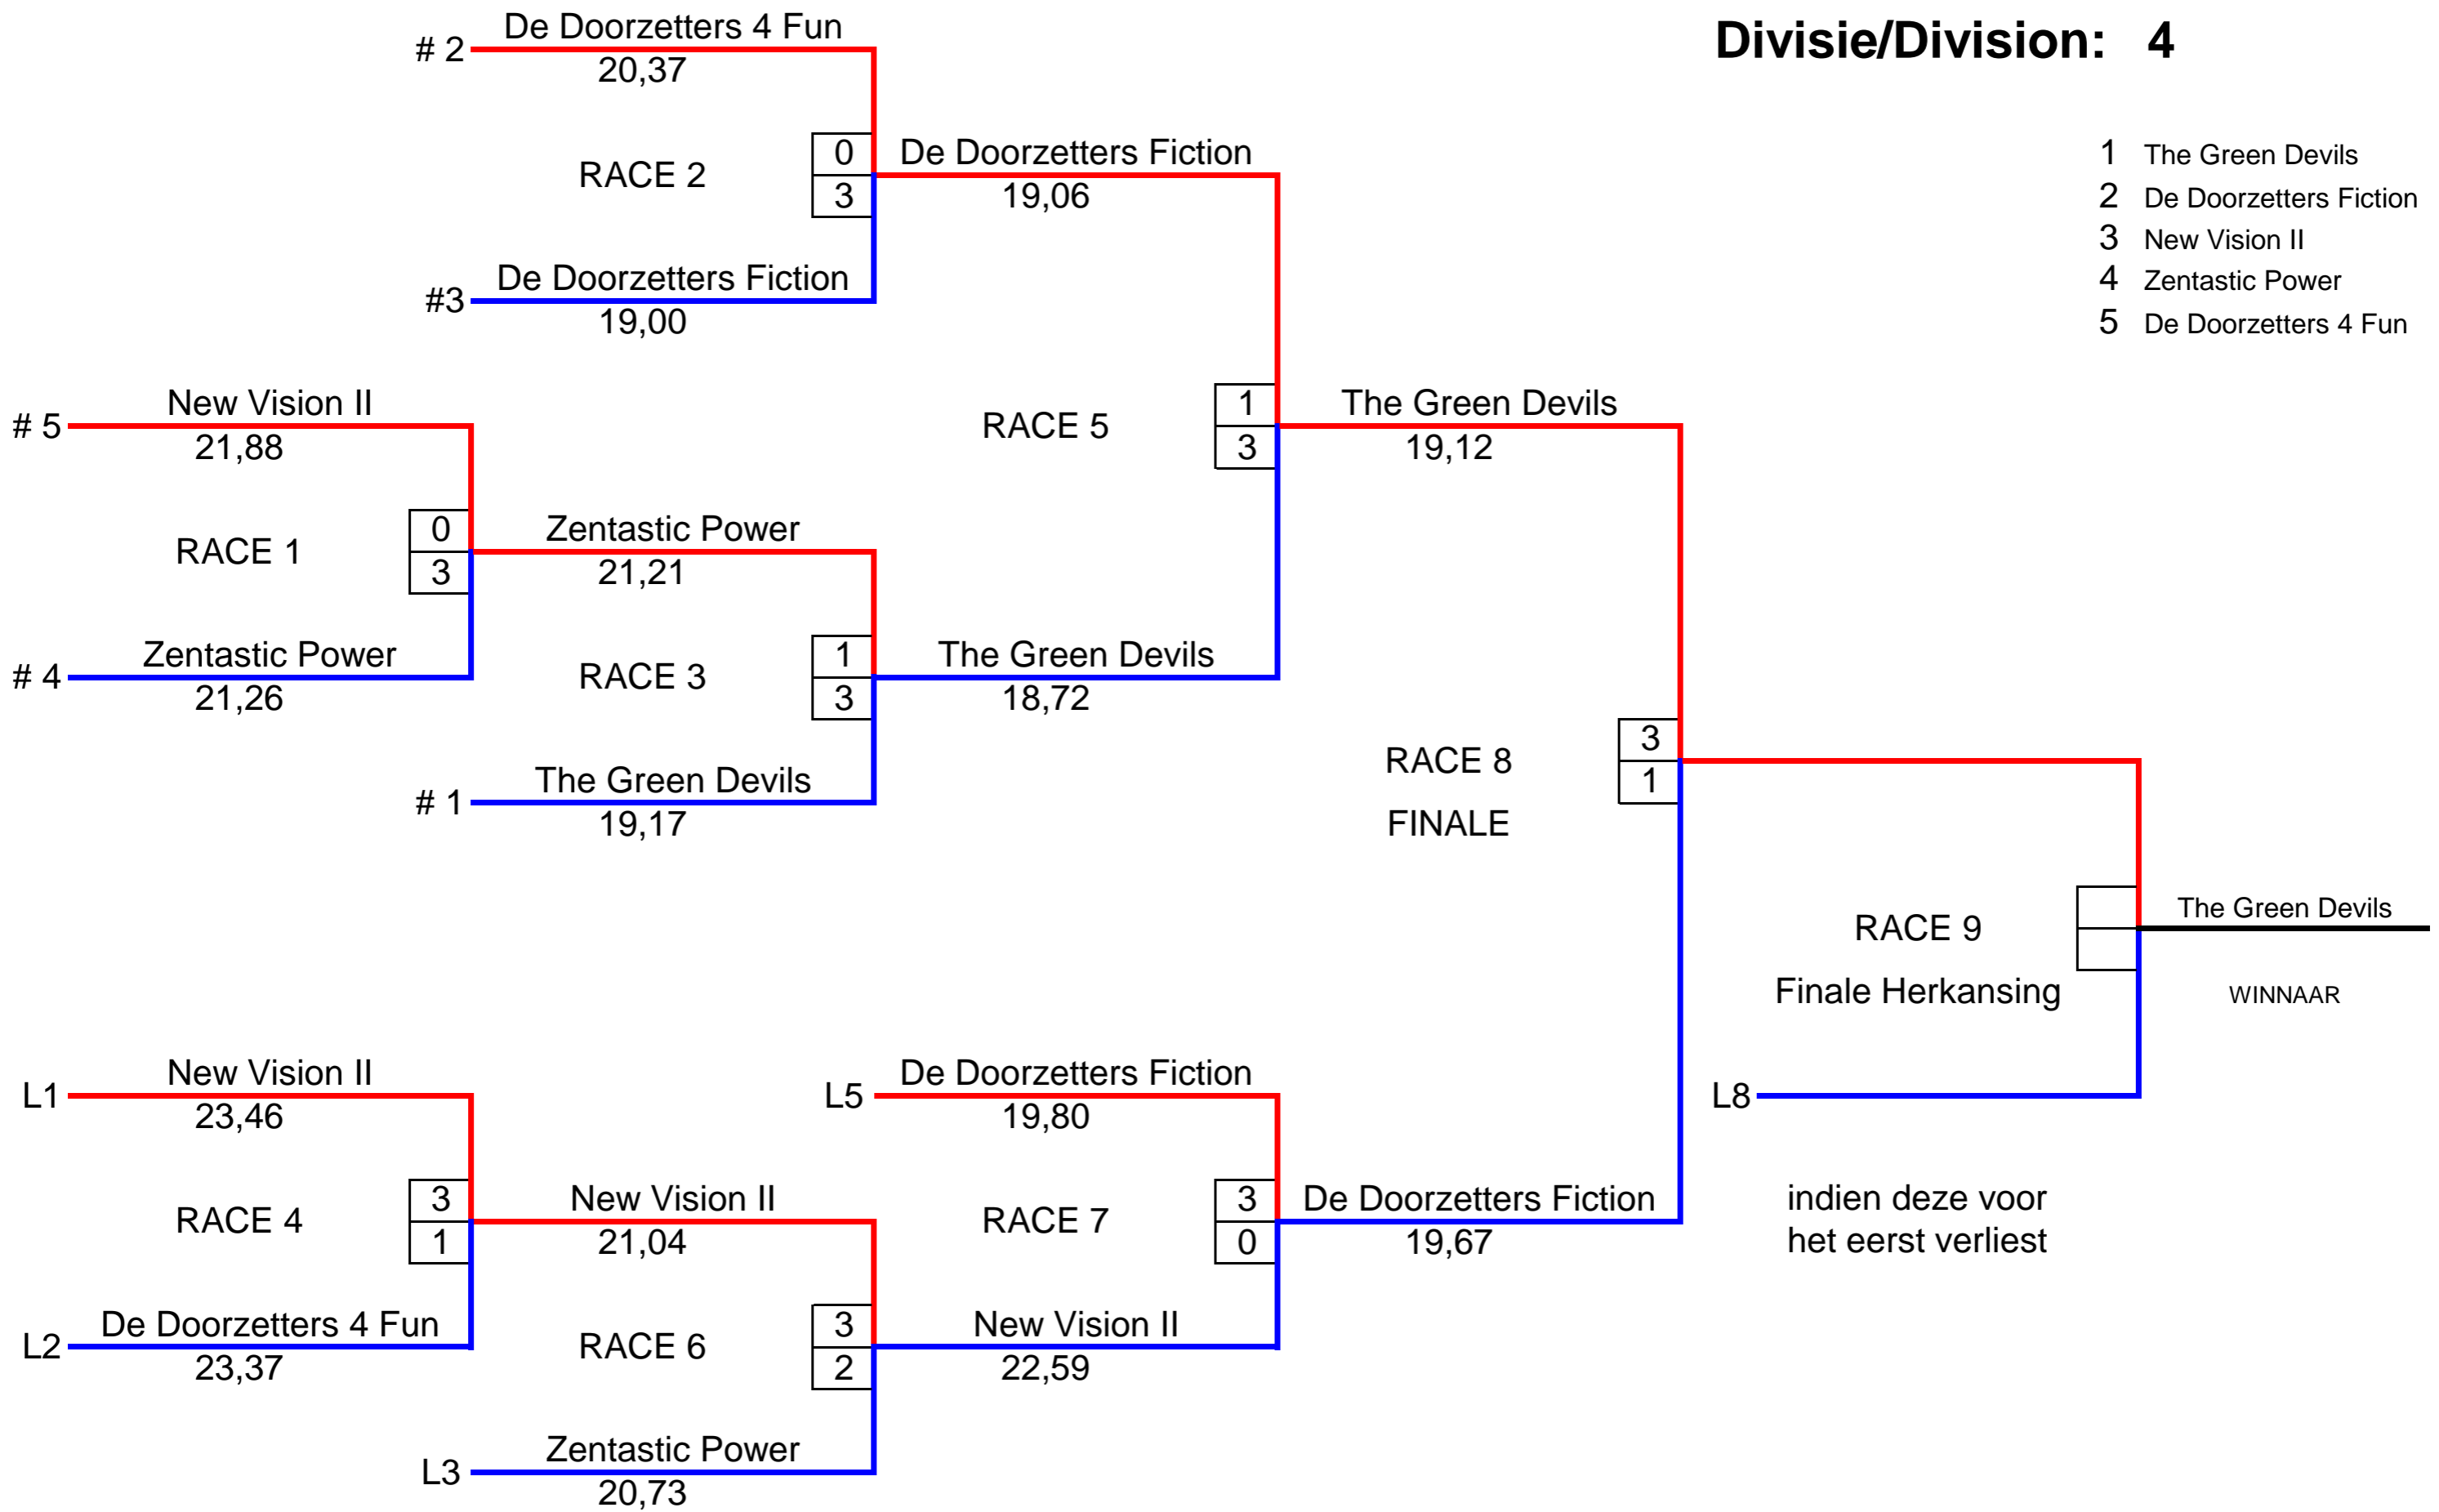 Divisie/Division: 4
De Doorzetters 4 Fun
# 2
20,37
RACE 2
0
3
De Doorzetters Fiction
19,06
De Doorzetters Fiction
#3
19,00
1 The Green Devils
2 De Doorzetters Fiction
3 New Vision II
4 Zentastic Power
5 De Doorzetters 4 Fun
New Vision II
# 5
21,88
RACE 1
0
3
Zentastic Power
21,21
Zentastic Power
# 4
21,26
RACE 3
1
3
The Green Devils
18,72
The Green Devils
# 1
19,17
RACE 5
1
3
The Green Devils
19,12
RACE 8
FINALE
3
1
RACE 9
Finale Herkansing
The Green Devils
WINNAAR
New Vision II
L1
23,46
RACE 4
3
1
New Vision II
21,04
De Doorzetters 4 Fun
L2
23,37
RACE 6
3
2
New Vision II
22,59
Zentastic Power
L3
20,73
De Doorzetters Fiction
L5
19,80
RACE 7
3
0
De Doorzetters Fiction
19,67
L8
indien deze voor
het eerst verliest